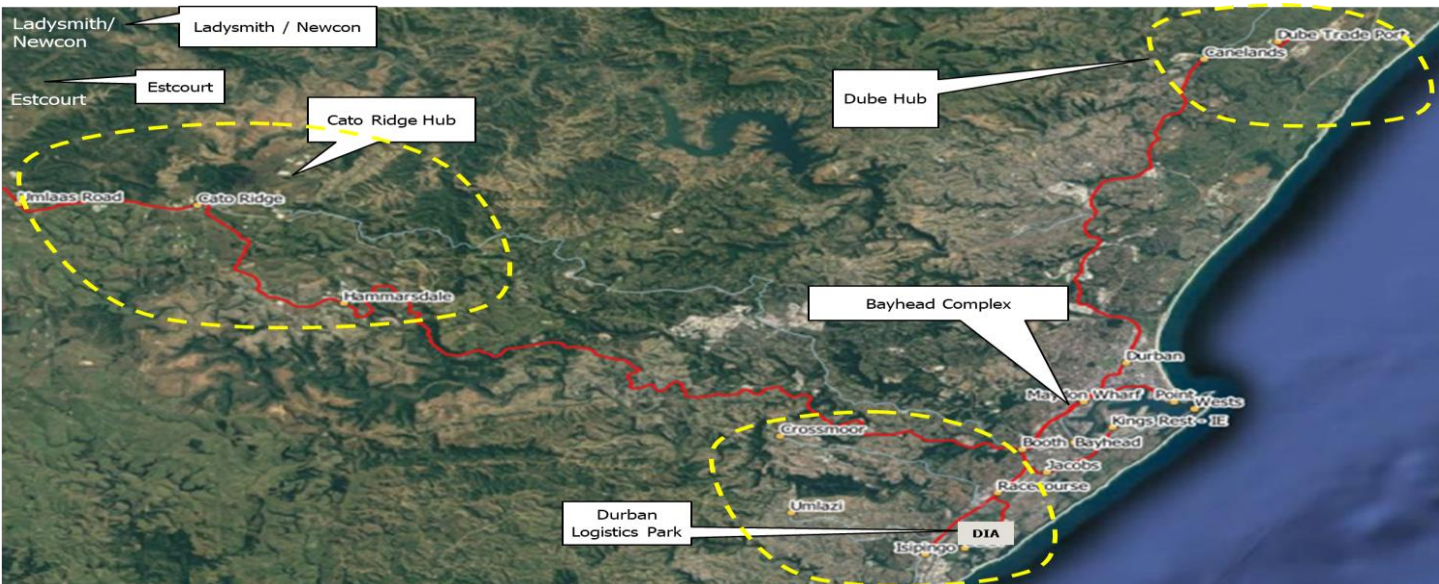 Ladysmith/
Newcon
Ladysmith / Newcon
Estcourt
Estcourt
Cato Ridge Hub
Dube Hub
Dube Trade Port
Canelands
Umlaas Road
Cato Ridge
Hammarsdale
Bayhead Complex
Durban
Maydon Wharf
Point
Wests
Kings Rest - IE
Crossmoor
Booth
Bayhead
Jacobs
Racecourse
Umlazi
Durban
Logistics Park
DIA
Isipingo